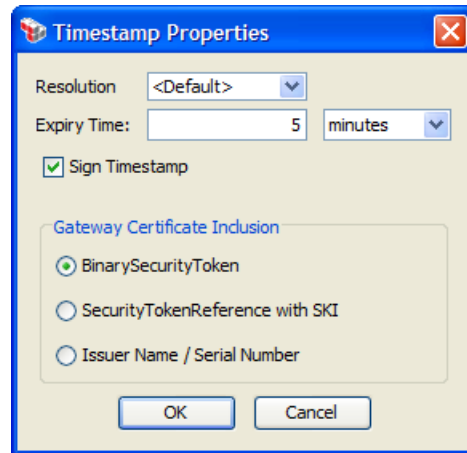 Timestamp Properties
Resolution <Default>
Expiry Time: 5 minutes
Sign Timestamp
Gateway Certificate Inclusion
BinarySecurityToken
SecurityTokenReference with SKI
Issuer Name / Serial Number
OK Cancel